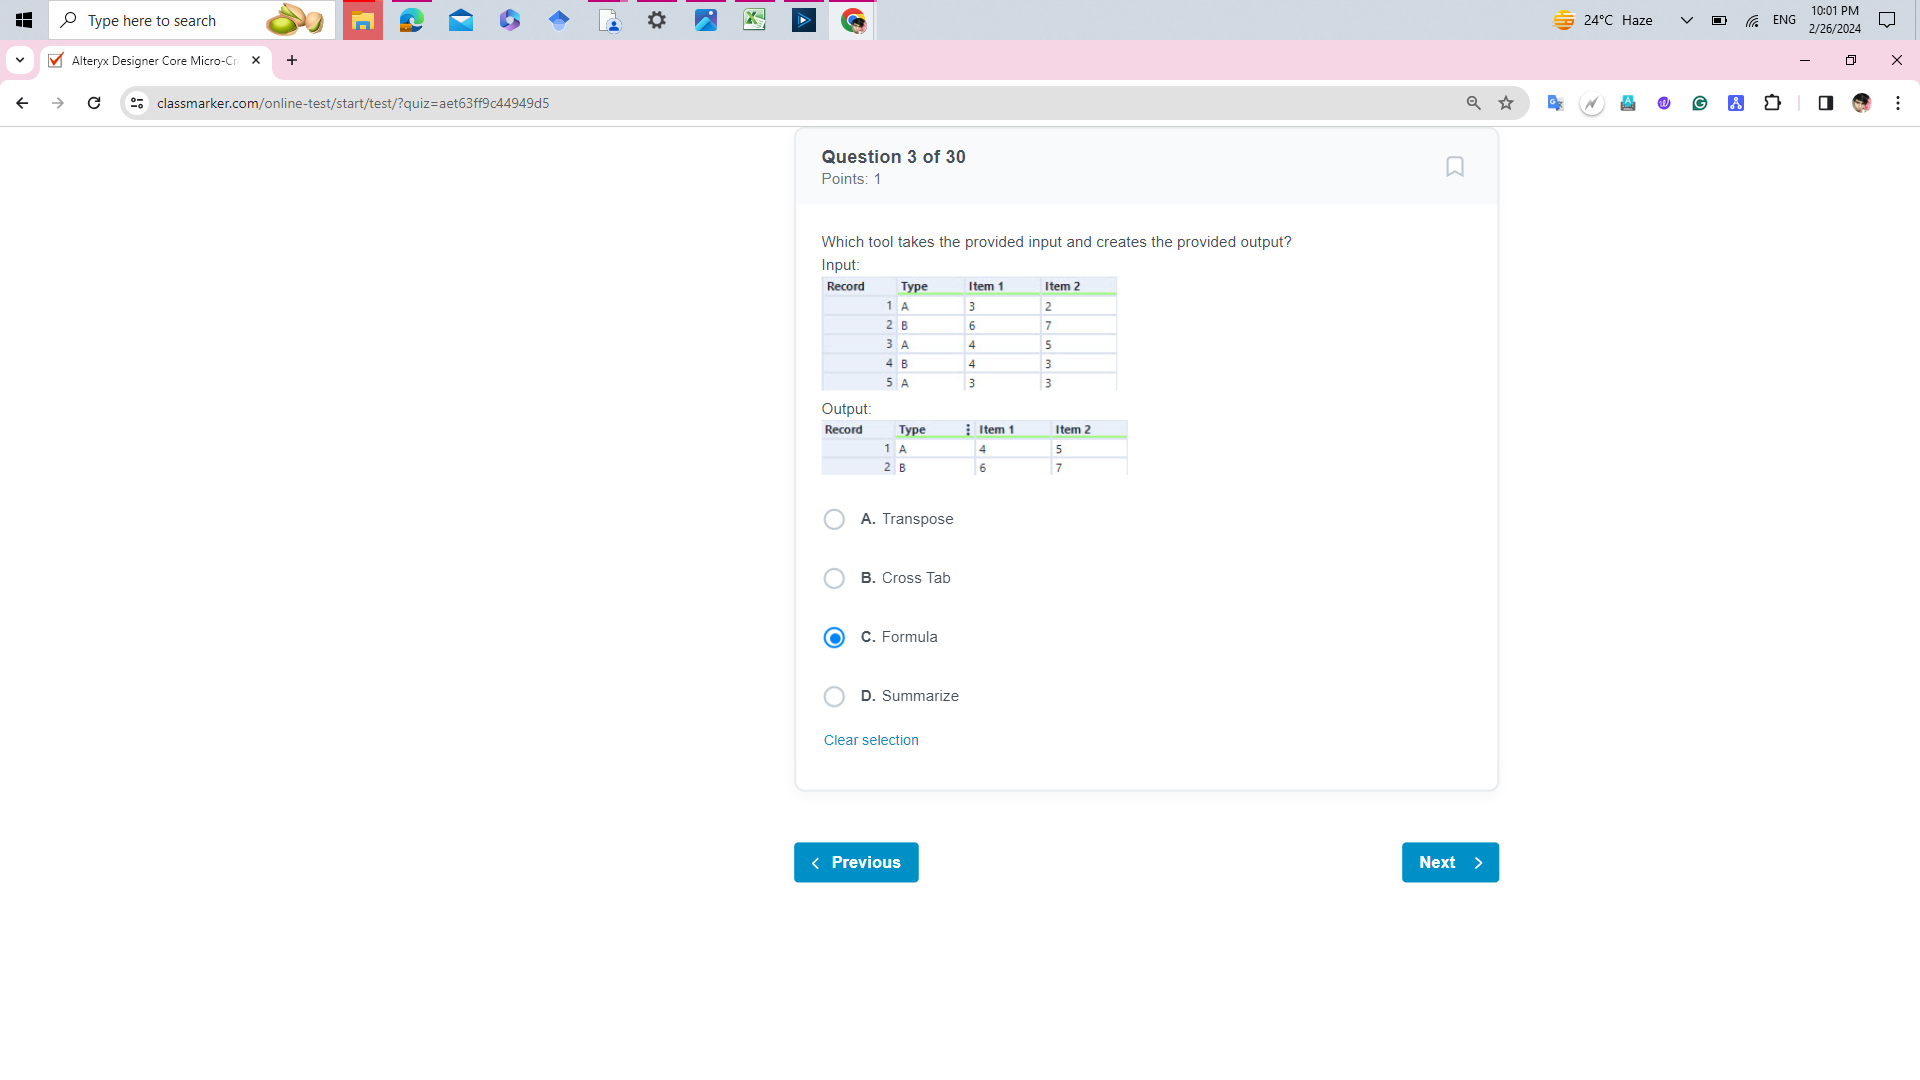 Type here to search
24°C Haze
ENG
10:01 PM
2/26/2024
Alteryx Designer Core Micro-Cr
classmarker.com/online-test/start/test/?quiz=aet63ff9c44949d5
Question 3 of 30
Points: 1
Which tool takes the provided input and creates the provided output?
Input:
Record Type Item 1 Item 2
1 A 3 2
2 B 6 7
3 A 4 5
4 B 4 3
5 A 3 3
Output:
Record Type Item 1 Item 2
1 A 4 5
2 B 6 7
A. Transpose
B. Cross Tab
C. Formula
D. Summarize
Clear selection
Previous
Next